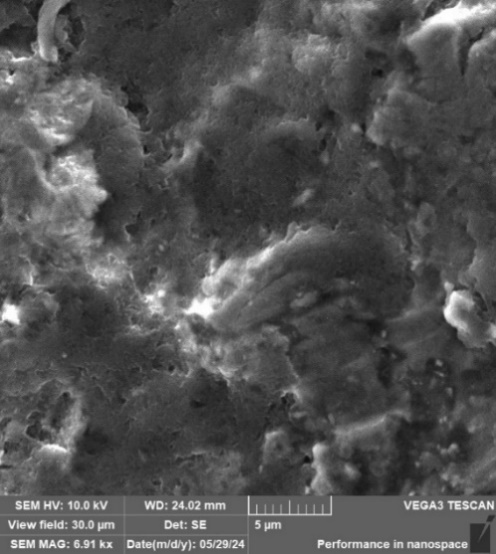 SEM HV: 10.0 kV WD: 24.02 mm VEGA3 TESCAN
View field: 30.0 µm Det: SE 5 µm
SEM MAG: 6.91 kx Date(m/d/y): 05/29/24 Performance in nanospace